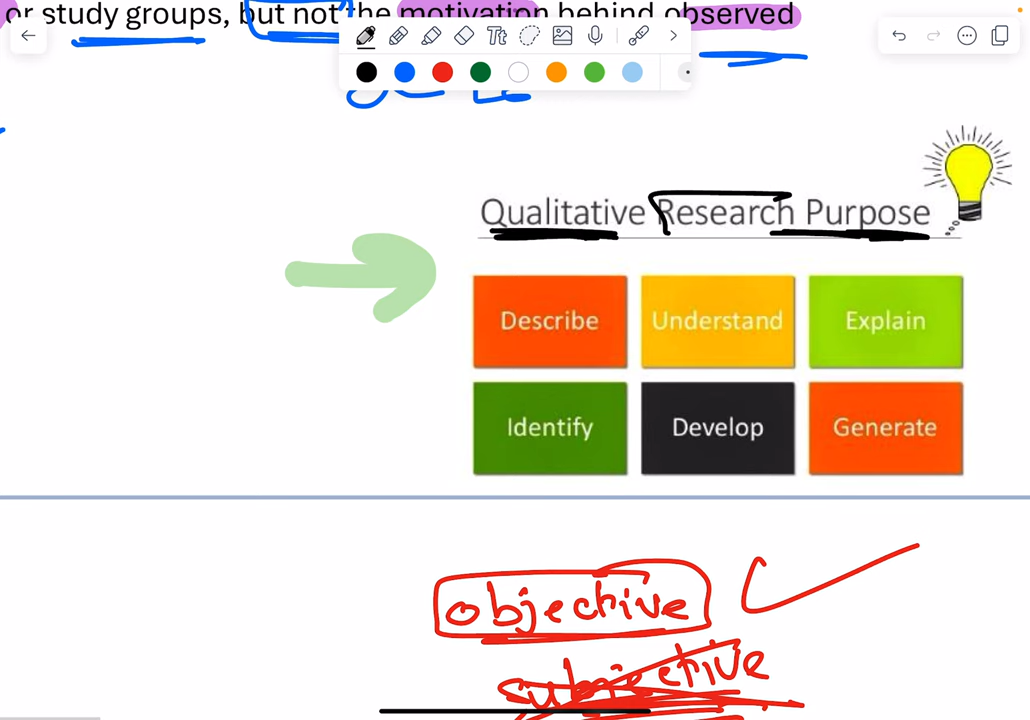 or study groups, but not the motivation behind observed
Tt
Qualitative Research Purpose
Describe Understand Explain
Identify Develop Generate
objective
subjective